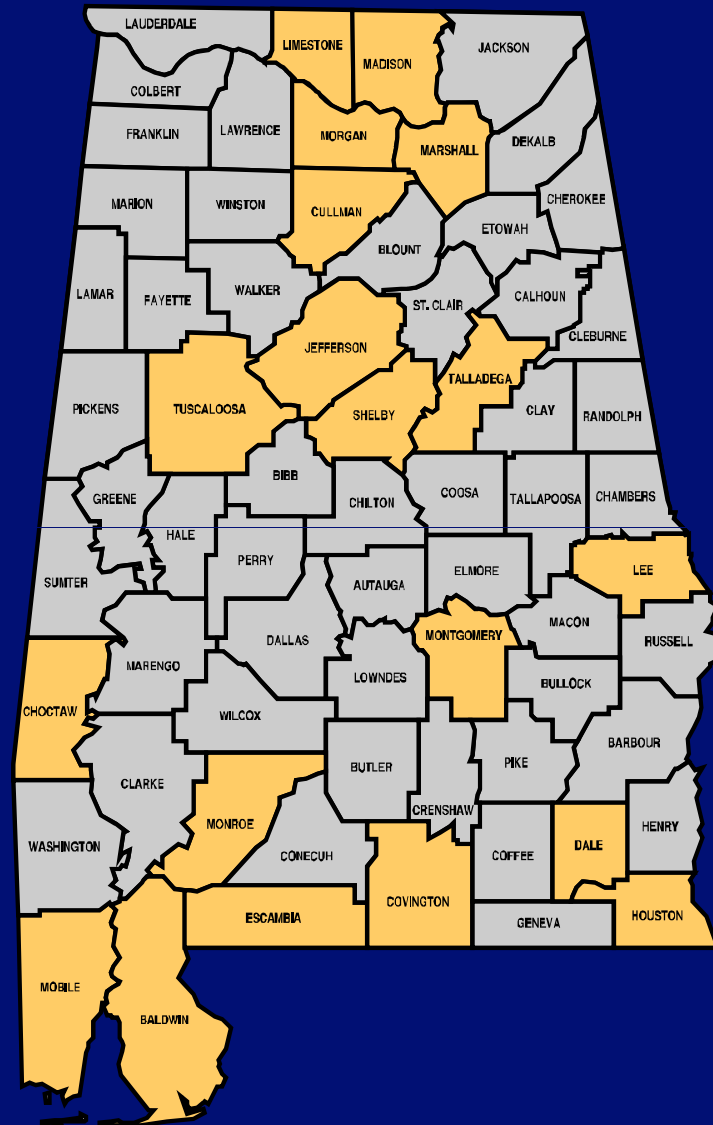 LAUDERDALE
LIMESTONE
MADISON
JACKSON
COLBERT
FRANKLIN
LAWRENCE
MORGAN
MARSHALL
DEKALB
MARION
WINSTON
CULLMAN
BLOUNT
ETOWAH
CHEROKEE
LAMAR
FAYETTE
WALKER
ST. CLAIR
CALHOUN
CLEBURNE
JEFFERSON
PICKENS
TUSCALOOSA
SHELBY
TALLADEGA
CLAY
RANDOLPH
BIBB
GREENE
HALE
CHILTON
COOSA
TALLAPOOSA
CHAMBERS
SUMTER
PERRY
AUTAUGA
ELMORE
LEE
MARENGO
DALLAS
LOWNDES
MONTGOMERY
MACON
RUSSELL
BULLOCK
CHOCTAW
WILCOX
CLARKE
BUTLER
CRENSHAW
PIKE
BARBOUR
WASHINGTON
MONROE
CONECUH
COFFEE
DALE
HENRY
ESCAMBIA
COVINGTON
GENEVA
HOUSTON
MOBILE
BALDWIN